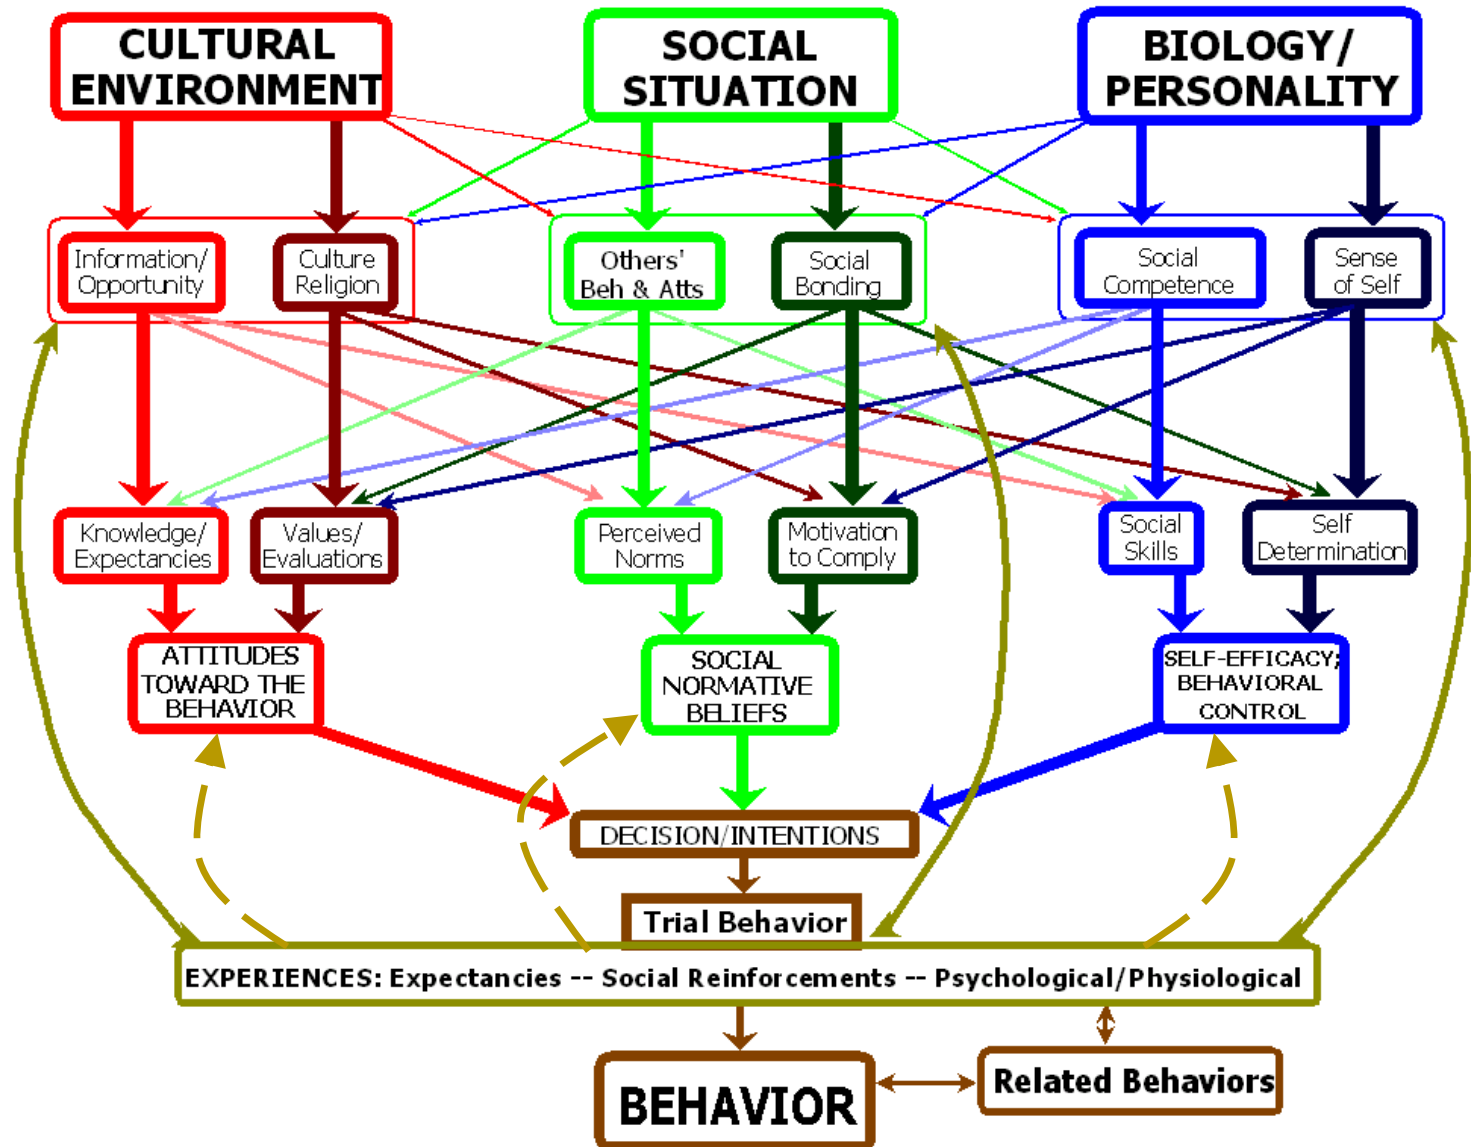 CULTURAL
ENVIRONMENT
SOCIAL
SITUATION
BIOLOGY/
PERSONALITY
Information/
Opportunity
Culture
Religion
Others'
Beh & Atts
Social
Bonding
Social
Competence
Sense
of Self
Knowledge/
Expectancies
Values/
Evaluations
Perceived
Norms
Motivation
to Comply
Social
Skills
Self
Determination
ATTITUDES
TOWARD THE
BEHAVIOR
SOCIAL
NORMATIVE
BELIEFS
SELF-EFFICACY;
BEHAVIORAL
CONTROL
DECISION/INTENTIONS
Trial Behavior
EXPERIENCES: Expectancies -- Social Reinforcements -- Psychological/Physiological
BEHAVIOR
Related Behaviors